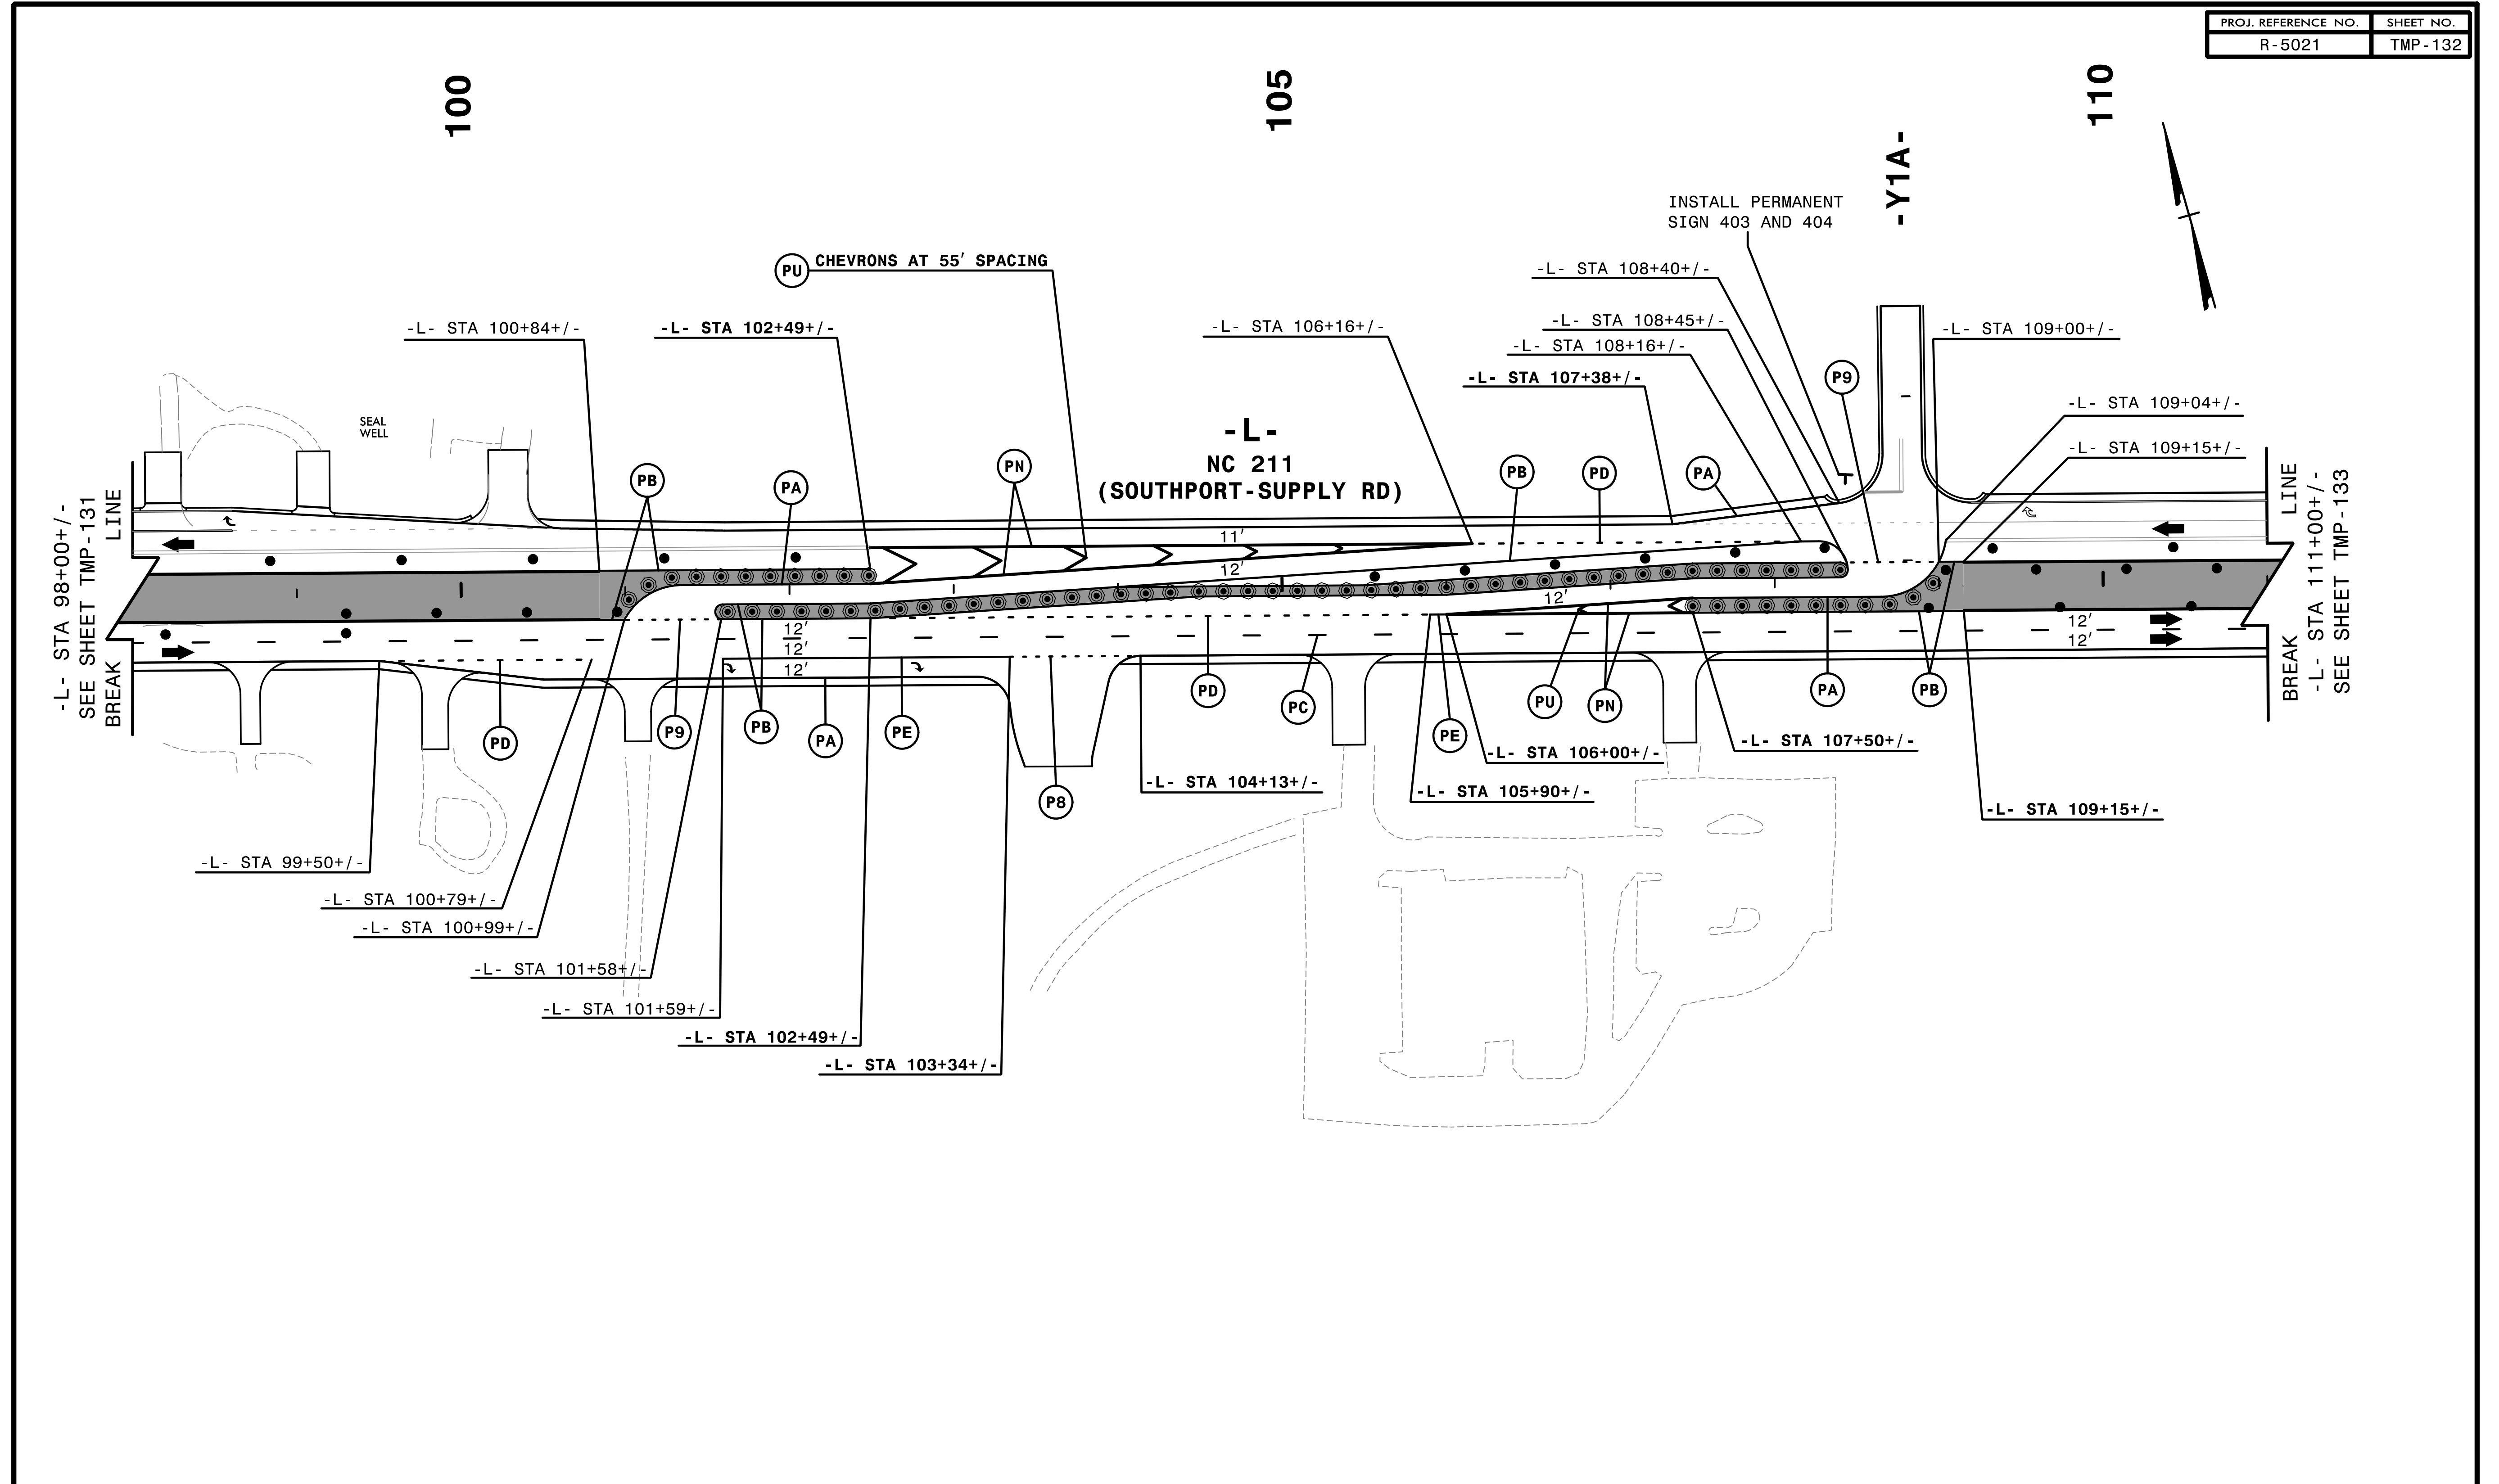 PROJ. REFERENCE NO.
SHEET NO.
R-5021
TMP-132
100
105
110
-Y1A-
INSTALL PERMANENT
SIGN 403 AND 404
PU
CHEVRONS AT 55' SPACING
-L- STA 108+40+/-
-L- STA 100+84+/-
-L- STA 102+49+/-
-L- STA 106+16+/-
-L- STA 108+45+/-
-L- STA 109+00+/-
-L- STA 108+16+/-
-L- STA 107+38+/-
P9
-L- STA 109+04+/-
SEAL
WELL
-L-
NC 211
(SOUTHPORT-SUPPLY RD)
-L- STA 109+15+/-
PB
PA
PN
PB
PD
PA
-L- STA 98+00+/-
SEE SHEET TMP-131
BREAK LINE
BREAK LINE
-L- STA 111+00+/-
SEE SHEET TMP-133
11'
12'
12'
12'
12'
12'
12'
12'
PD
P9
PB
PA
PE
P8
PD
PC
PE
PU
PN
PA
PB
-L- STA 107+50+/-
-L- STA 106+00+/-
-L- STA 104+13+/-
-L- STA 105+90+/-
-L- STA 109+15+/-
-L- STA 99+50+/-
-L- STA 100+79+/-
-L- STA 100+99+/-
-L- STA 101+58+/-
-L- STA 101+59+/-
-L- STA 102+49+/-
-L- STA 103+34+/-